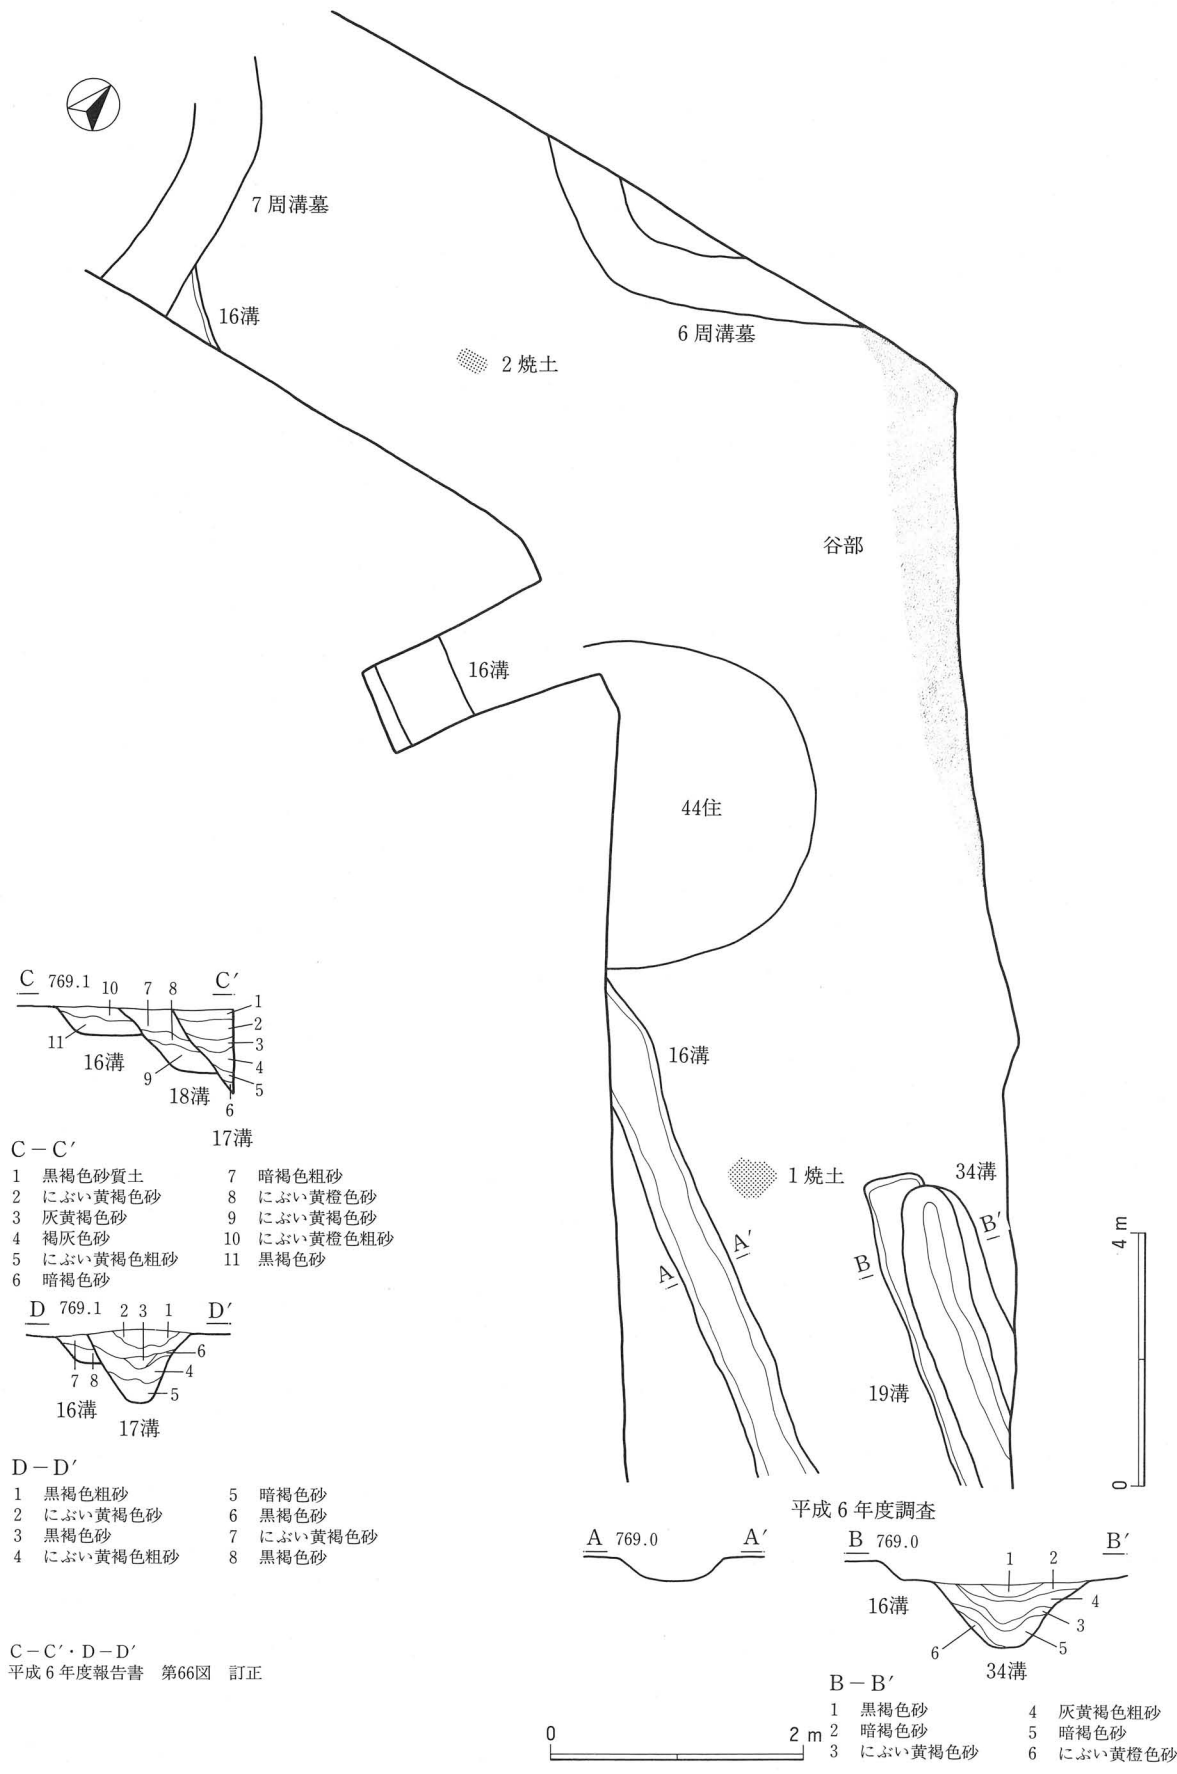 7周溝墓
16溝
6周溝墓
2焼土
谷部
16溝
44住
C 769.1 10 7 8 C′
1
2
3
4
5
6
11
9
16溝
18溝
17溝
C－C′
1 黒褐色砂質土
2 にぶい黄褐色砂
3 灰黄褐色砂
4 褐灰色砂
5 にぶい黄褐色粗砂
6 暗褐色砂
7 暗褐色粗砂
8 にぶい黄橙色砂
9 にぶい黄褐色砂
10 にぶい黄橙色粗砂
11 黒褐色砂
D 769.1 2 3 1 D′
6
4
5
7 8
16溝
17溝
D－D′
1 黒褐色粗砂
2 にぶい黄褐色砂
3 黒褐色砂
4 にぶい黄褐色粗砂
5 暗褐色砂
6 黒褐色砂
7 にぶい黄褐色砂
8 黒褐色砂
C－C′・D－D′
平成6年度報告書 第66図 訂正
16溝
1焼土
34溝
A A′
B B′
19溝
4m
0
平成6年度調査
A 769.0 A′
B 769.0 B′
1 2
4
3
5
6
16溝
34溝
B－B′
1 黒褐色砂
2 暗褐色砂
3 にぶい黄褐色砂
4 灰黄褐色粗砂
5 暗褐色砂
6 にぶい黄橙色砂
0 2m